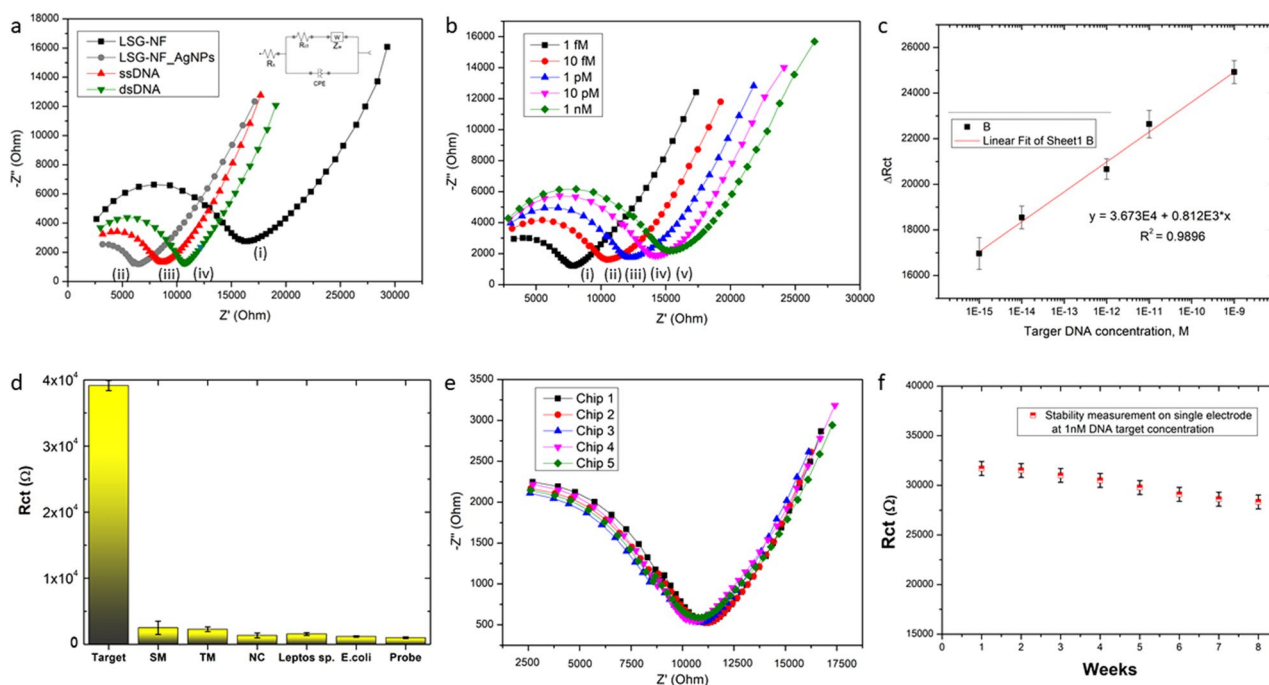 a
18000
16000
14000
12000
10000
8000
6000
4000
2000
0
-Z" (Ohm)
LSG-NF
LSG-NF_AgNPs
ssDNA
dsDNA
CPE
(i)
(ii)
(iii)
(iv)
0 5000 10000 15000 20000 25000 30000
Z' (Ohm)
b
16000
14000
12000
10000
8000
6000
4000
2000
0
-Z" (Ohm)
1 fM
10 fM
1 pM
10 pM
1 nM
(i) (ii) (iii) (iv) (v)
5000 10000 15000 20000 25000 30000
Z' (Ohm)
c
26000
24000
22000
20000
18000
16000
ΔRct
B
Linear Fit of Sheet1 B
y = 3.673E4 + 0.812E3*x
R² = 0.9896
1E-15 1E-14 1E-13 1E-12 1E-11 1E-10 1E-9
Targer DNA concentration, M
d
4x10⁴
3x10⁴
2x10⁴
1x10⁴
0
Rct (Ω)
Target SM TM NC Leptos sp. E.coli Probe
e
3500
3000
2500
2000
1500
1000
500
-Z" (Ohm)
Chip 1
Chip 2
Chip 3
Chip 4
Chip 5
2500 5000 7500 10000 12500 15000 17500
Z' (Ohm)
f
40000
35000
30000
25000
20000
15000
Rct (Ω)
Stability measurement on single electrode
at 1nM DNA target concentration
0 1 2 3 4 5 6 7 8
Weeks